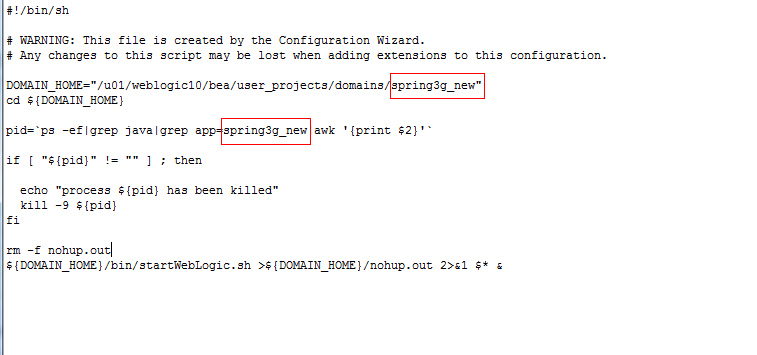 #!/bin/sh
# WARNING: This file is created by the Configuration Wizard.
# Any changes to this script may be lost when adding extensions to this configuration.
DOMAIN_HOME="/u01/weblogic10/bea/user_projects/domains/spring3g_new"
cd ${DOMAIN_HOME}
pid=`ps -ef|grep java|grep app=spring3g_new awk '{print $2}'`
if [ "${pid}" != "" ] ; then
echo "process ${pid} has been killed"
kill -9 ${pid}
fi
rm -f nohup.out
${DOMAIN_HOME}/bin/startWebLogic.sh >${DOMAIN_HOME}/nohup.out 2>&1 $* &